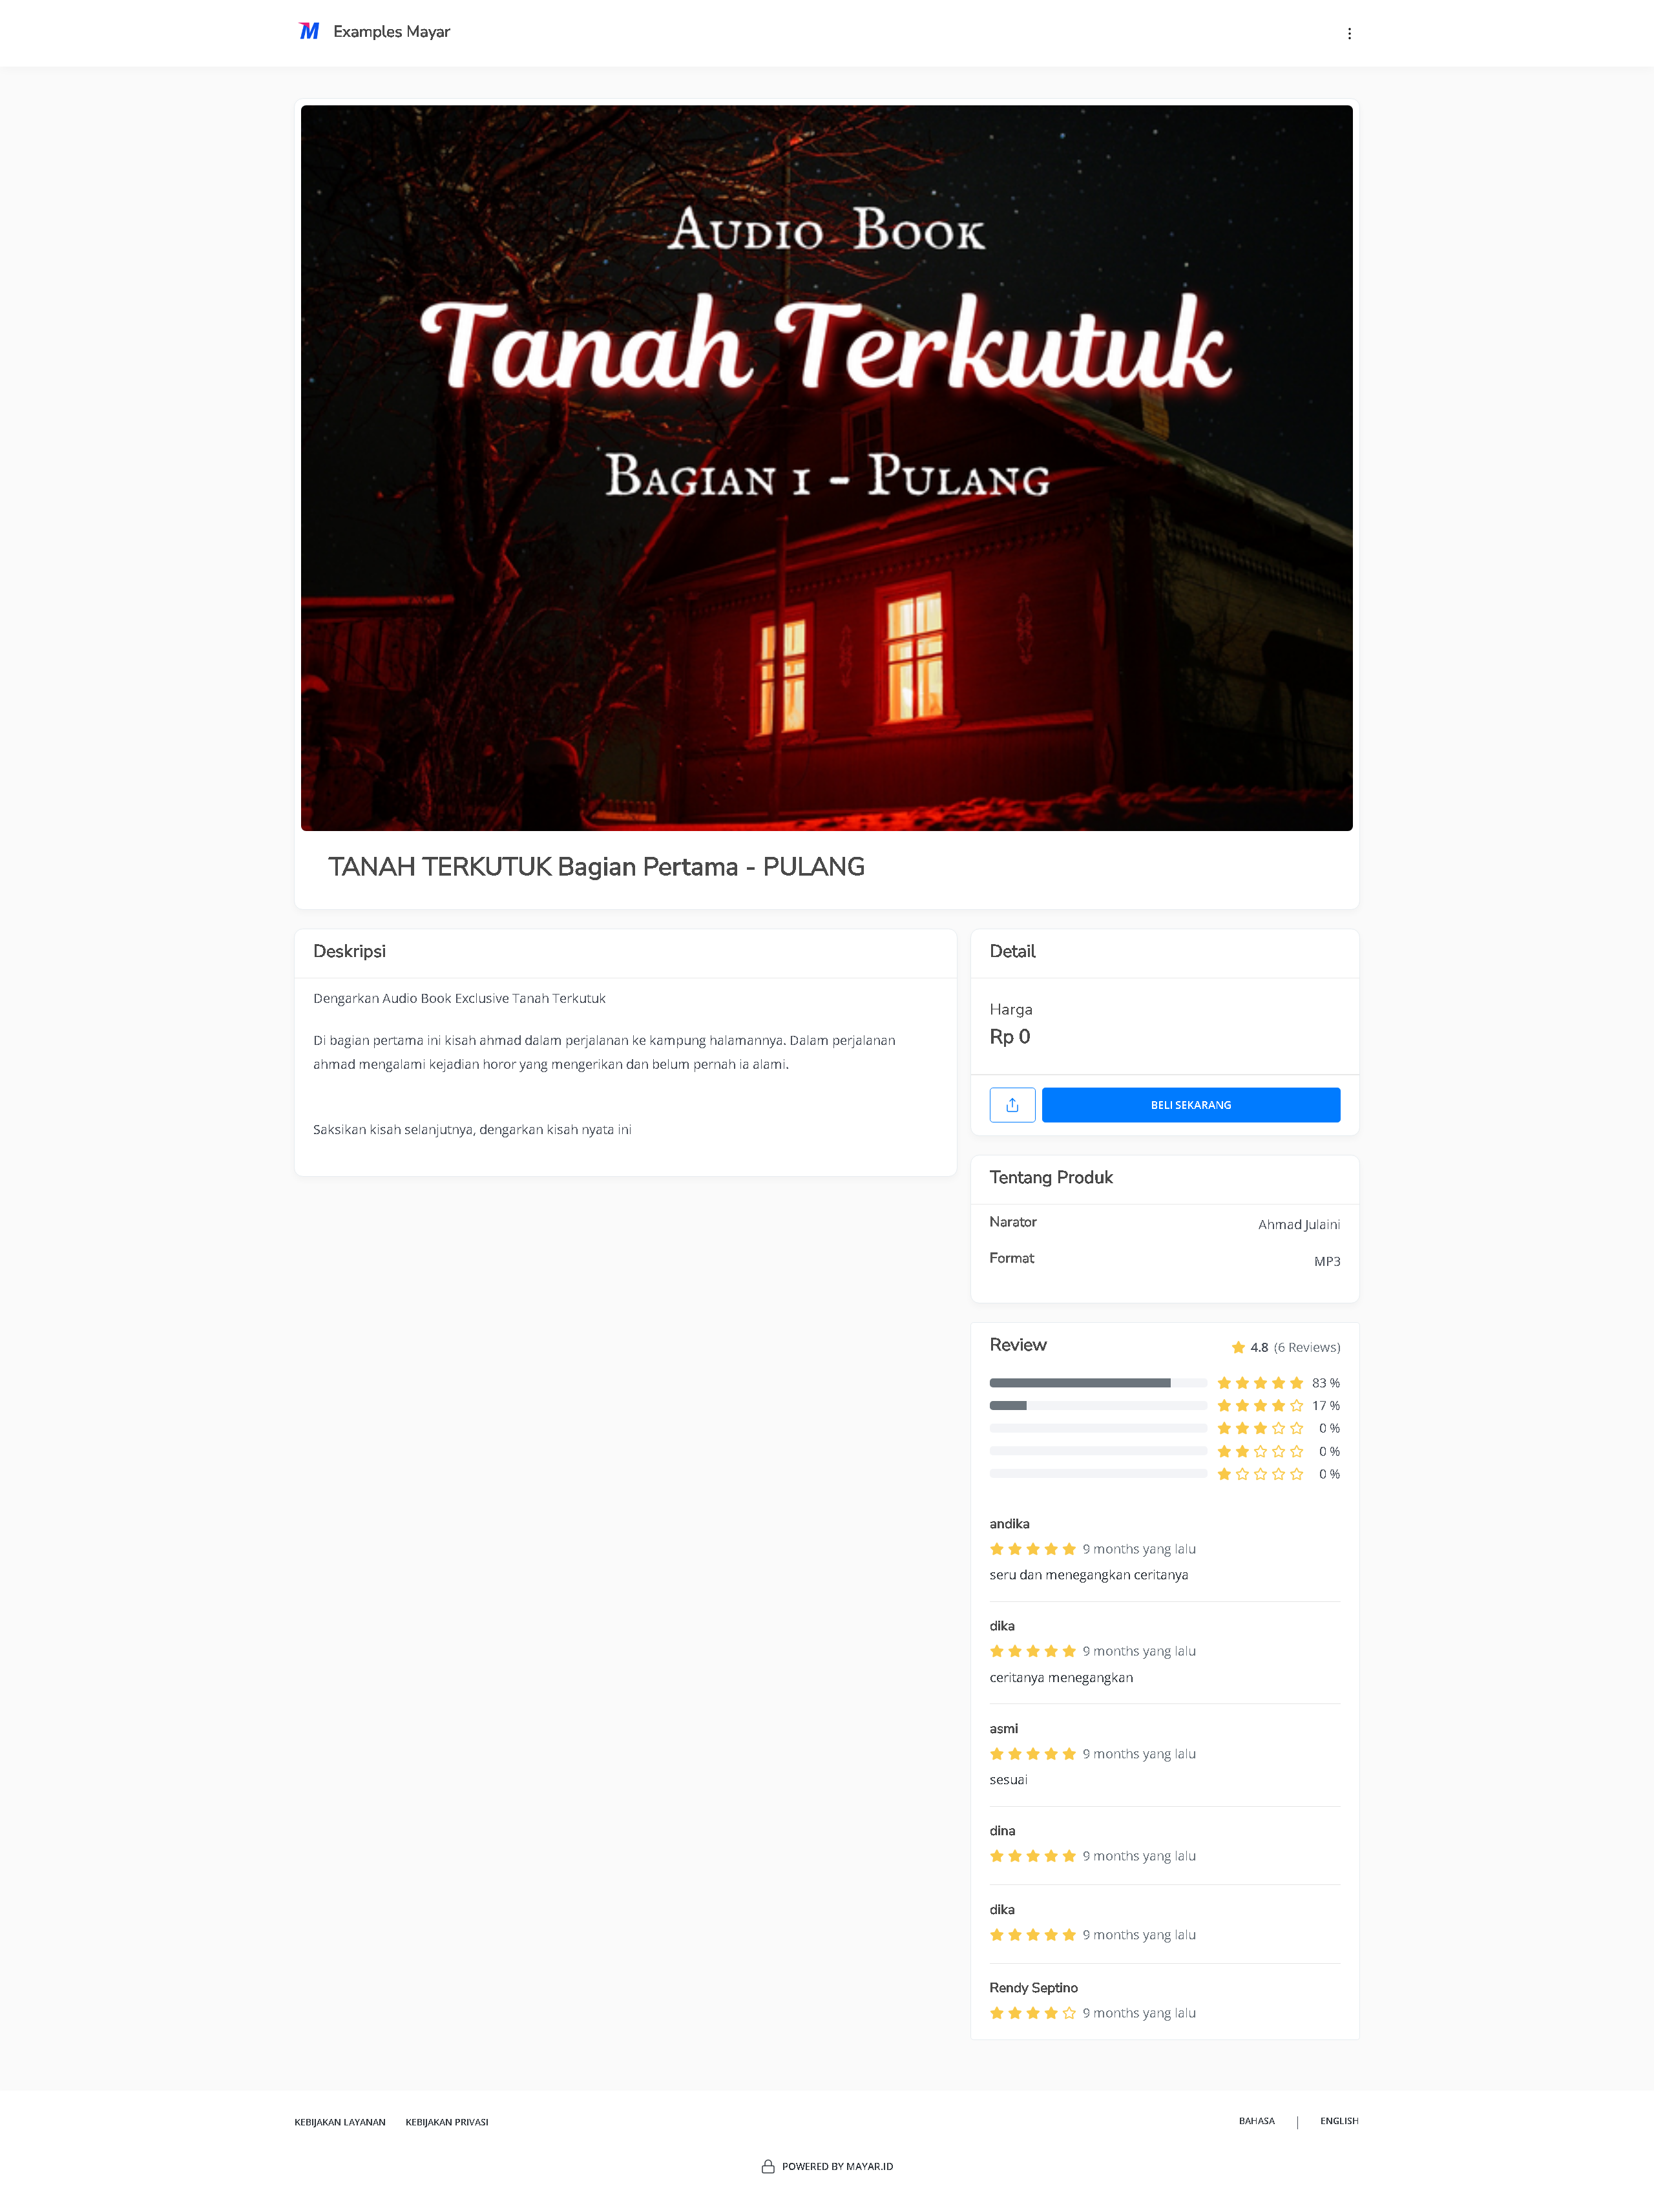 Examples Mayar
AUDIO BOOK
Tanah Terkutuk
BAGIAN 1 - PULANG
TANAH TERKUTUK Bagian Pertama - PULANG
Deskripsi
Dengarkan Audio Book Exclusive Tanah Terkutuk
Di bagian pertama ini kisah ahmad dalam perjalanan ke kampung halamannya. Dalam perjalanan
ahmad mengalami kejadian horor yang mengerikan dan belum pernah ia alami.
Saksikan kisah selanjutnya, dengarkan kisah nyata ini
Detail
Harga
Rp 0
BELI SEKARANG
Tentang Produk
Narator Ahmad Julaini
Format MP3
Review 4.8 (6 Reviews)
83 %
17 %
0 %
0 %
0 %
andika
9 months yang lalu
seru dan menegangkan ceritanya
dika
9 months yang lalu
ceritanya menegangkan
asmi
9 months yang lalu
sesuai
dina
9 months yang lalu
dika
9 months yang lalu
Rendy Septino
9 months yang lalu
KEBIJAKAN LAYANAN KEBIJAKAN PRIVASI BAHASA | ENGLISH
POWERED BY MAYAR.ID